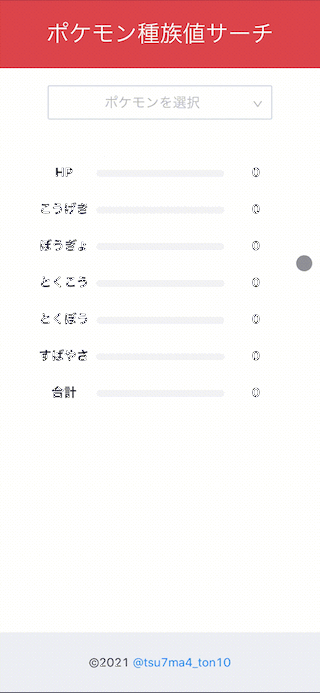 ポケモン種族値サーチ
ポケモンを選択
HP 0
こうげき 0
ぼうぎょ 0
とくこう 0
とくぼう 0
すばやさ 0
合計 0
©2021 @tsu7ma4_ton10